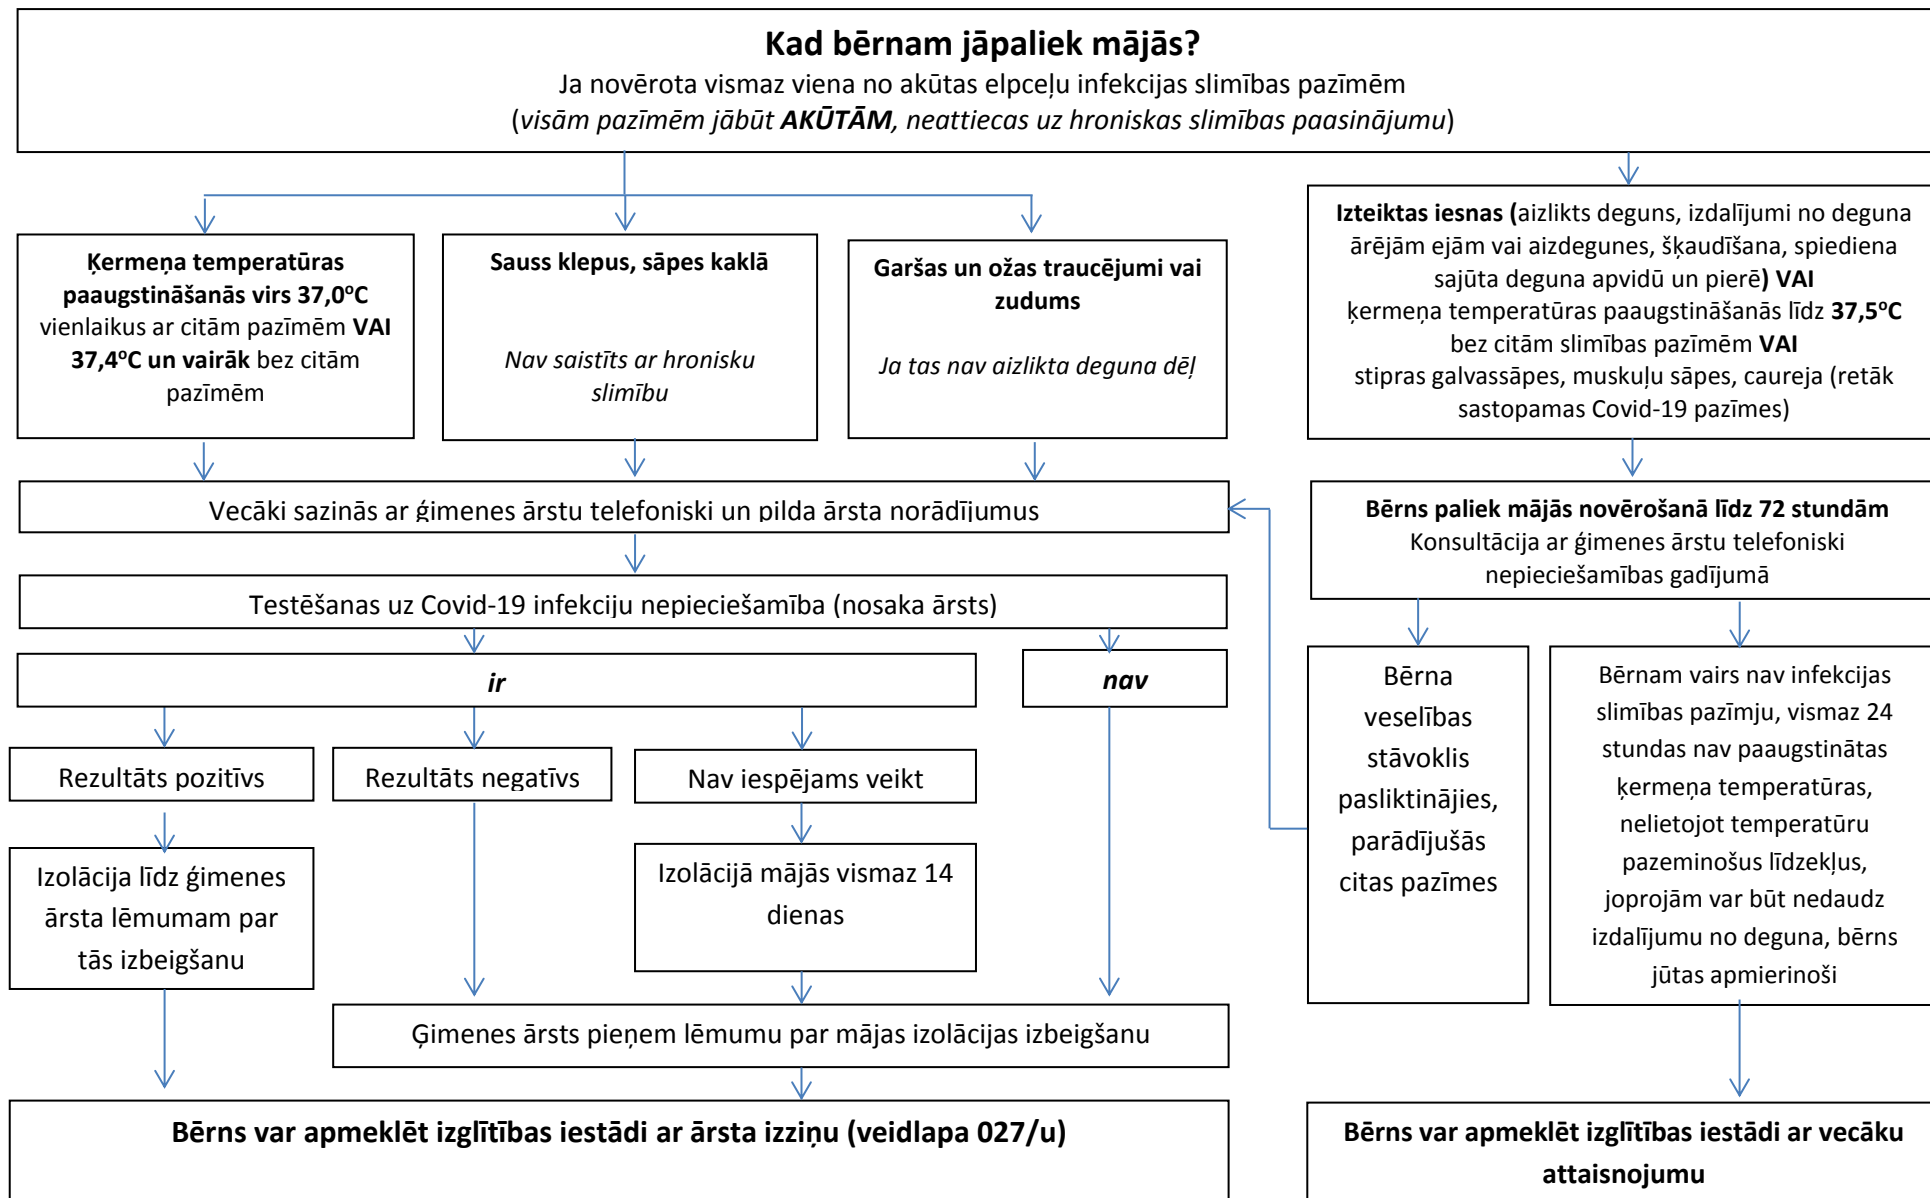 Kad bērnam jāpaliek mājās?
Ja novērota vismaz viena no akūtas elpceļu infekcijas slimības pazīmēm
(visām pazīmēm jābūt AKŪTĀM, neattiecas uz hroniskas slimības paasinājumu)
Ķermeņa temperatūras
paaugstināšanās virs 37,0°C
vienlaikus ar citām pazīmēm VAI
37,4°C un vairāk bez citām
pazīmēm
Sauss klepus, sāpes kaklā
Nav saistīts ar hronisku
slimību
Garšas un ožas traucējumi vai
zudums
Ja tas nav aizlikta deguna dēļ
Izteiktas iesnas (aizlikts deguns, izdalījumi no deguna
ārējām ejām vai aizdegunes, šķaudīšana, spiediena
sajūta deguna apvidū un pierē) VAI
ķermeņa temperatūras paaugstināšanās līdz 37,5°C
bez citām slimības pazīmēm VAI
stipras galvassāpes, muskuļu sāpes, caureja (retāk
sastopamas Covid-19 pazīmes)
Vecāki sazinās ar ģimenes ārstu telefoniski un pilda ārsta norādījumus
Bērns paliek mājās novērošanā līdz 72 stundām
Konsultācija ar ģimenes ārstu telefoniski
nepieciešamības gadījumā
Testēšanas uz Covid-19 infekciju nepieciešamība (nosaka ārsts)
ir
nav
Rezultāts pozitīvs
Rezultāts negatīvs
Nav iespējams veikt
Izolācija līdz ģimenes
ārsta lēmumam par
tās izbeigšanu
Izolācijā mājās vismaz 14
dienas
Bērna
veselības
stāvoklis
pasliktinājies,
parādījušās
citas pazīmes
Bērnam vairs nav infekcijas
slimības pazīmju, vismaz 24
stundas nav paaugstinātas
ķermeņa temperatūras,
nelietojot temperatūru
pazeminošus līdzekļus,
joprojām var būt nedaudz
izdalījumu no deguna, bērns
jūtas apmierinoši
Ģimenes ārsts pieņem lēmumu par mājas izolācijas izbeigšanu
Bērns var apmeklēt izglītības iestādi ar ārsta izziņu (veidlapa 027/u)
Bērns var apmeklēt izglītības iestādi ar vecāku
attaisnojumu